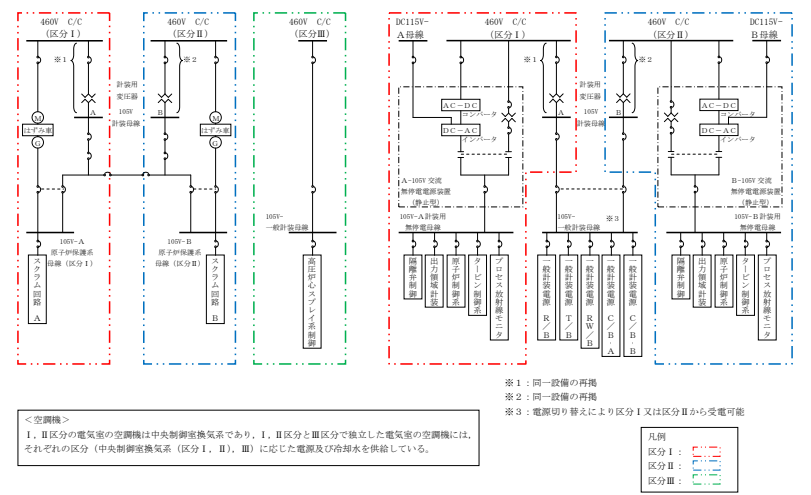 460V C/C
(区分Ⅰ)
460V C/C
(区分Ⅱ)
460V C/C
(区分Ⅲ)
DC115V-
A母線
460V C/C
(区分Ⅰ)
460V C/C
(区分Ⅱ)
DC115V-
B母線
※1
計装用
変圧器
※2
※1
計装用
変圧器
※2
A
105V
計装母線
B
A
105V
計装母線
B
M
はずみ車
G
M
はずみ車
G
AC-DC
コンバータ
DC-AC
インバータ
AC-DC
コンバータ
DC-AC
インバータ
A-105V 交流
無停電電源装置
(静止型)
B-105V 交流
無停電電源装置
(静止型)
105V-A
原子炉保護系
母線(区分Ⅰ)
105V-B
原子炉保護系
母線(区分Ⅱ)
105V-
一般計装母線
105V-A計装用
無停電母線
105V-
一般計装母線
※3
105V-B計装用
無停電母線
スクラム回路 A
スクラム回路 B
高圧炉心スプレイ系制御
隔離弁制御
出力領域計装
原子炉制御系
タービン制御系
プロセス放射線モニタ
一般計装電源 R/B
一般計装電源 T/B
一般計装電源 RW/B
一般計装電源 C/B-A
一般計装電源 C/B-B
隔離弁制御
出力領域計装
原子炉制御系
タービン制御系
プロセス放射線モニタ
※1:同一設備の再掲
※2:同一設備の再掲
※3:電源切り替えにより区分Ⅰ又は区分Ⅱから受電可能
<空調機>
Ⅰ,Ⅱ区分の電気室の空調機は中央制御室換気系であり,Ⅰ,Ⅱ区分とⅢ区分で独立した電気室の空調機には,
それぞれの区分(中央制御室換気系(区分Ⅰ,Ⅱ),Ⅲ)に応じた電源及び冷却水を供給している。
凡例
区分Ⅰ:
区分Ⅱ:
区分Ⅲ: